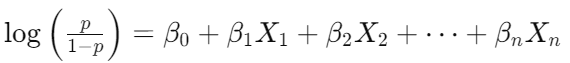 log (p/1−p) = β₀ + β₁X₁ + β₂X₂ + ⋯ + βₙXₙ